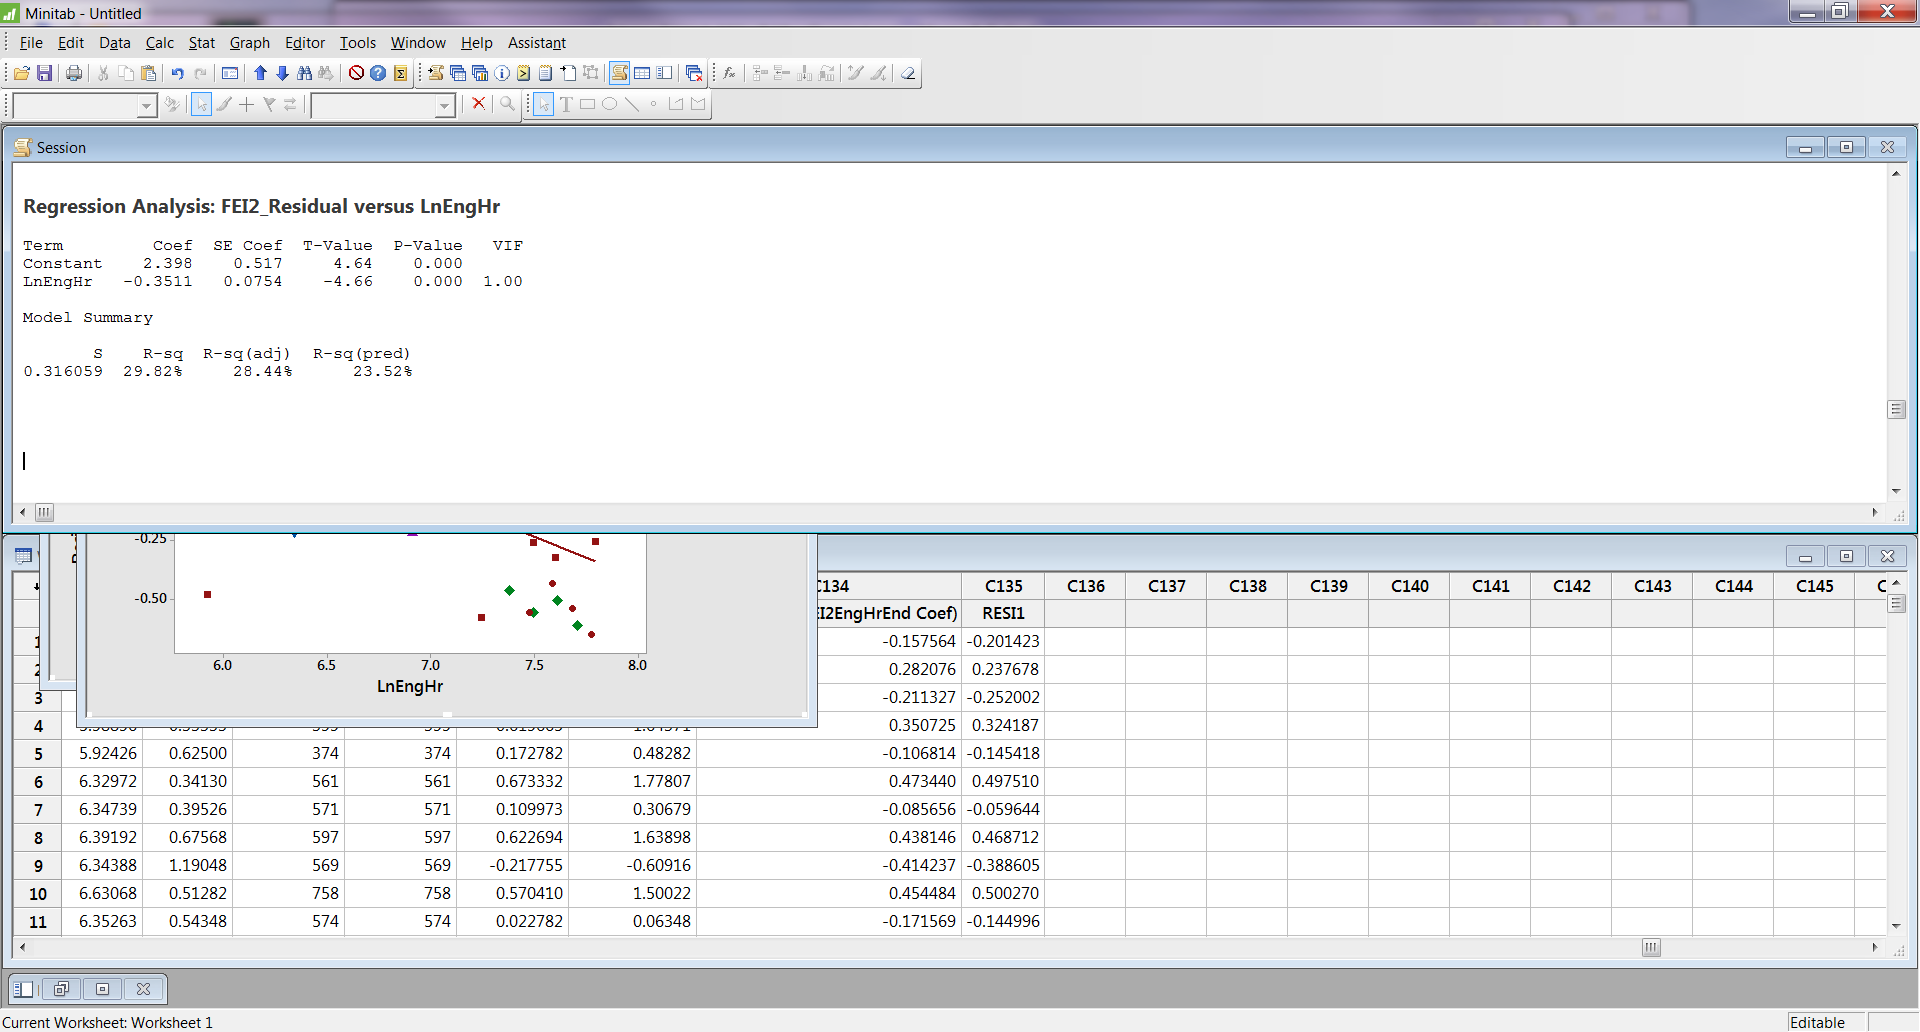 Minitab - Untitled
File Edit Data Calc Stat Graph Editor Tools Window Help Assistant
Session
Regression Analysis: FEI2_Residual versus LnEngHr
Term Coef SE Coef T-Value P-Value VIF
Constant 2.398 0.517 4.64 0.000
LnEngHr -0.3511 0.0754 -4.66 0.000 1.00
Model Summary
S R-sq R-sq(adj) R-sq(pred)
0.316059 29.82% 28.44% 23.52%
-0.25
-0.50
6.0 6.5 7.0 7.5 8.0
LnEngHr
C135 C136 C137 C138 C139 C140 C141 C142 C143 C144 C145
EngHrEnd Coef) RESI1
1 -0.157564 -0.201423
2 0.282076 0.237678
3 -0.211327 -0.252002
4 0.350725 0.324187
5 5.92426 0.62500 374 374 0.172782 0.48282 -0.106814 -0.145418
6 6.32972 0.34130 561 561 0.673332 1.77807 0.473440 0.497510
7 6.34739 0.39526 571 571 0.109973 0.30679 -0.085656 -0.059644
8 6.39192 0.67568 597 597 0.622694 1.63898 0.438146 0.468712
9 6.34388 1.19048 569 569 -0.217755 -0.60916 -0.414237 -0.388605
10 6.63068 0.51282 758 758 0.570410 1.50022 0.454484 0.500270
11 6.35263 0.54348 574 574 0.022782 0.06348 -0.171569 -0.144996
Current Worksheet: Worksheet 1
Editable